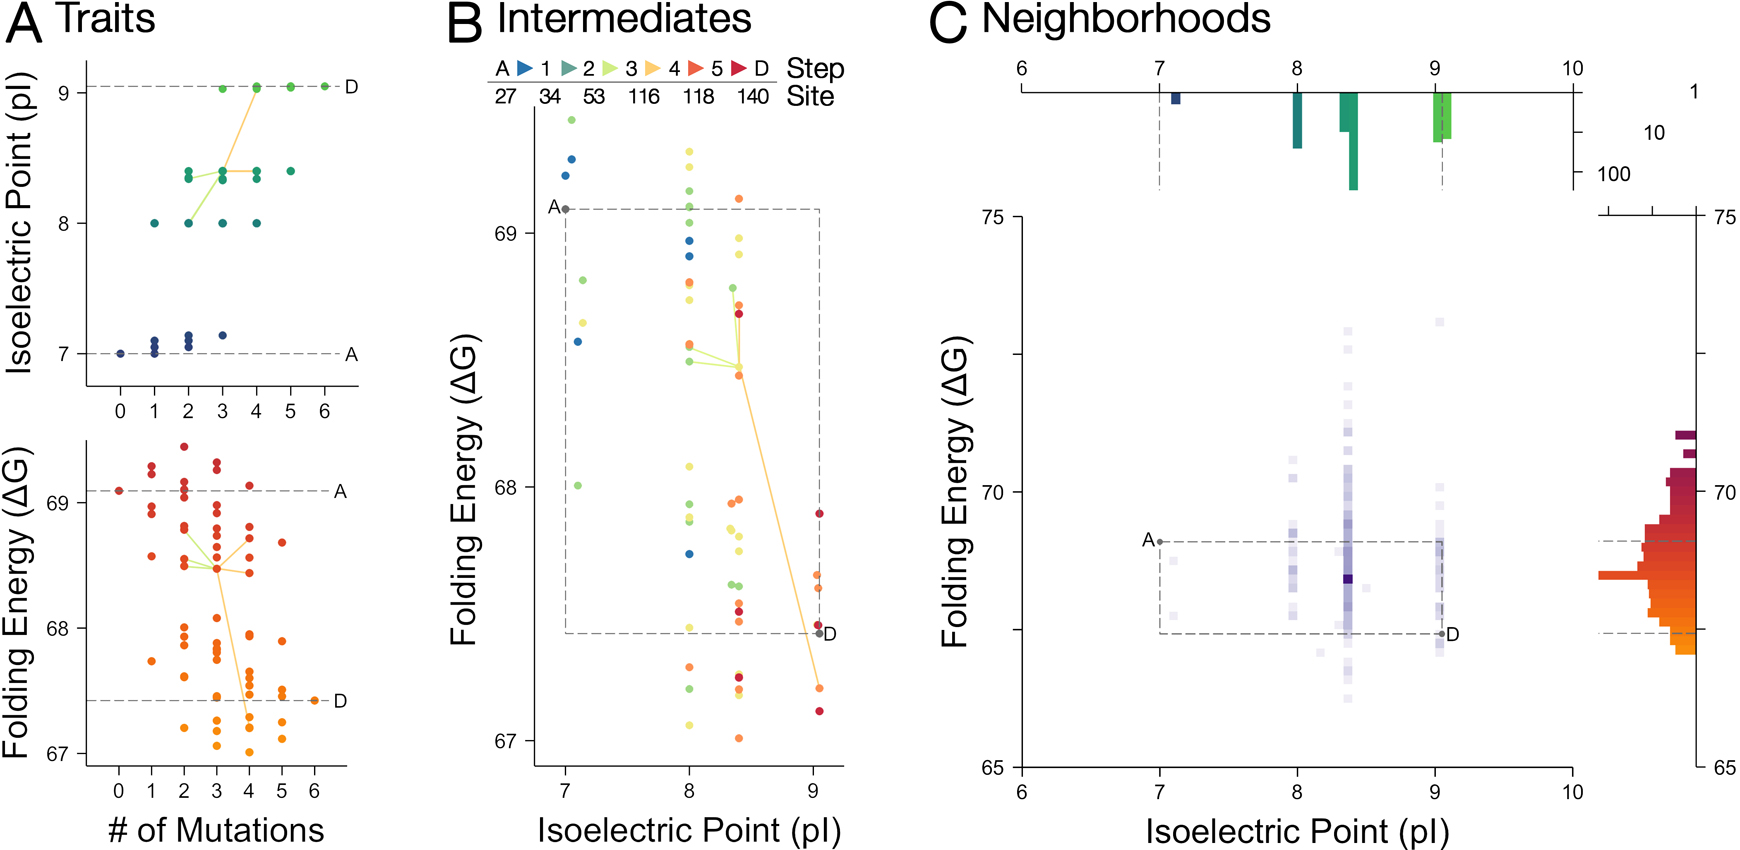 A Traits
Isoelectric Point (pI)
9
8
7
D
A
0 1 2 3 4 5 6
Folding Energy (ΔG)
69
68
67
A
D
0 1 2 3 4 5 6
# of Mutations
B Intermediates
A 1 2 3 4 5 D Step
27 34 53 116 118 140 Site
Folding Energy (ΔG)
69
68
67
A
D
7 8 9
Isoelectric Point (pI)
C Neighborhoods
6 7 8 9 10
1
10
100
Folding Energy (ΔG)
75
70
65
A
D
75
70
65
6 7 8 9 10
Isoelectric Point (pI)